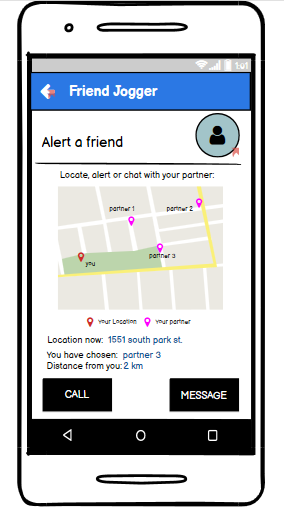 1:01
Friend Jogger
Alert a friend
Locate, alert or chat with your partner:
partner 1
partner 2
partner 3
you
Your Location
Your partner
Location now: 1551 south park st.
You have chosen: partner 3
Distance from you: 2 km
CALL
MESSAGE